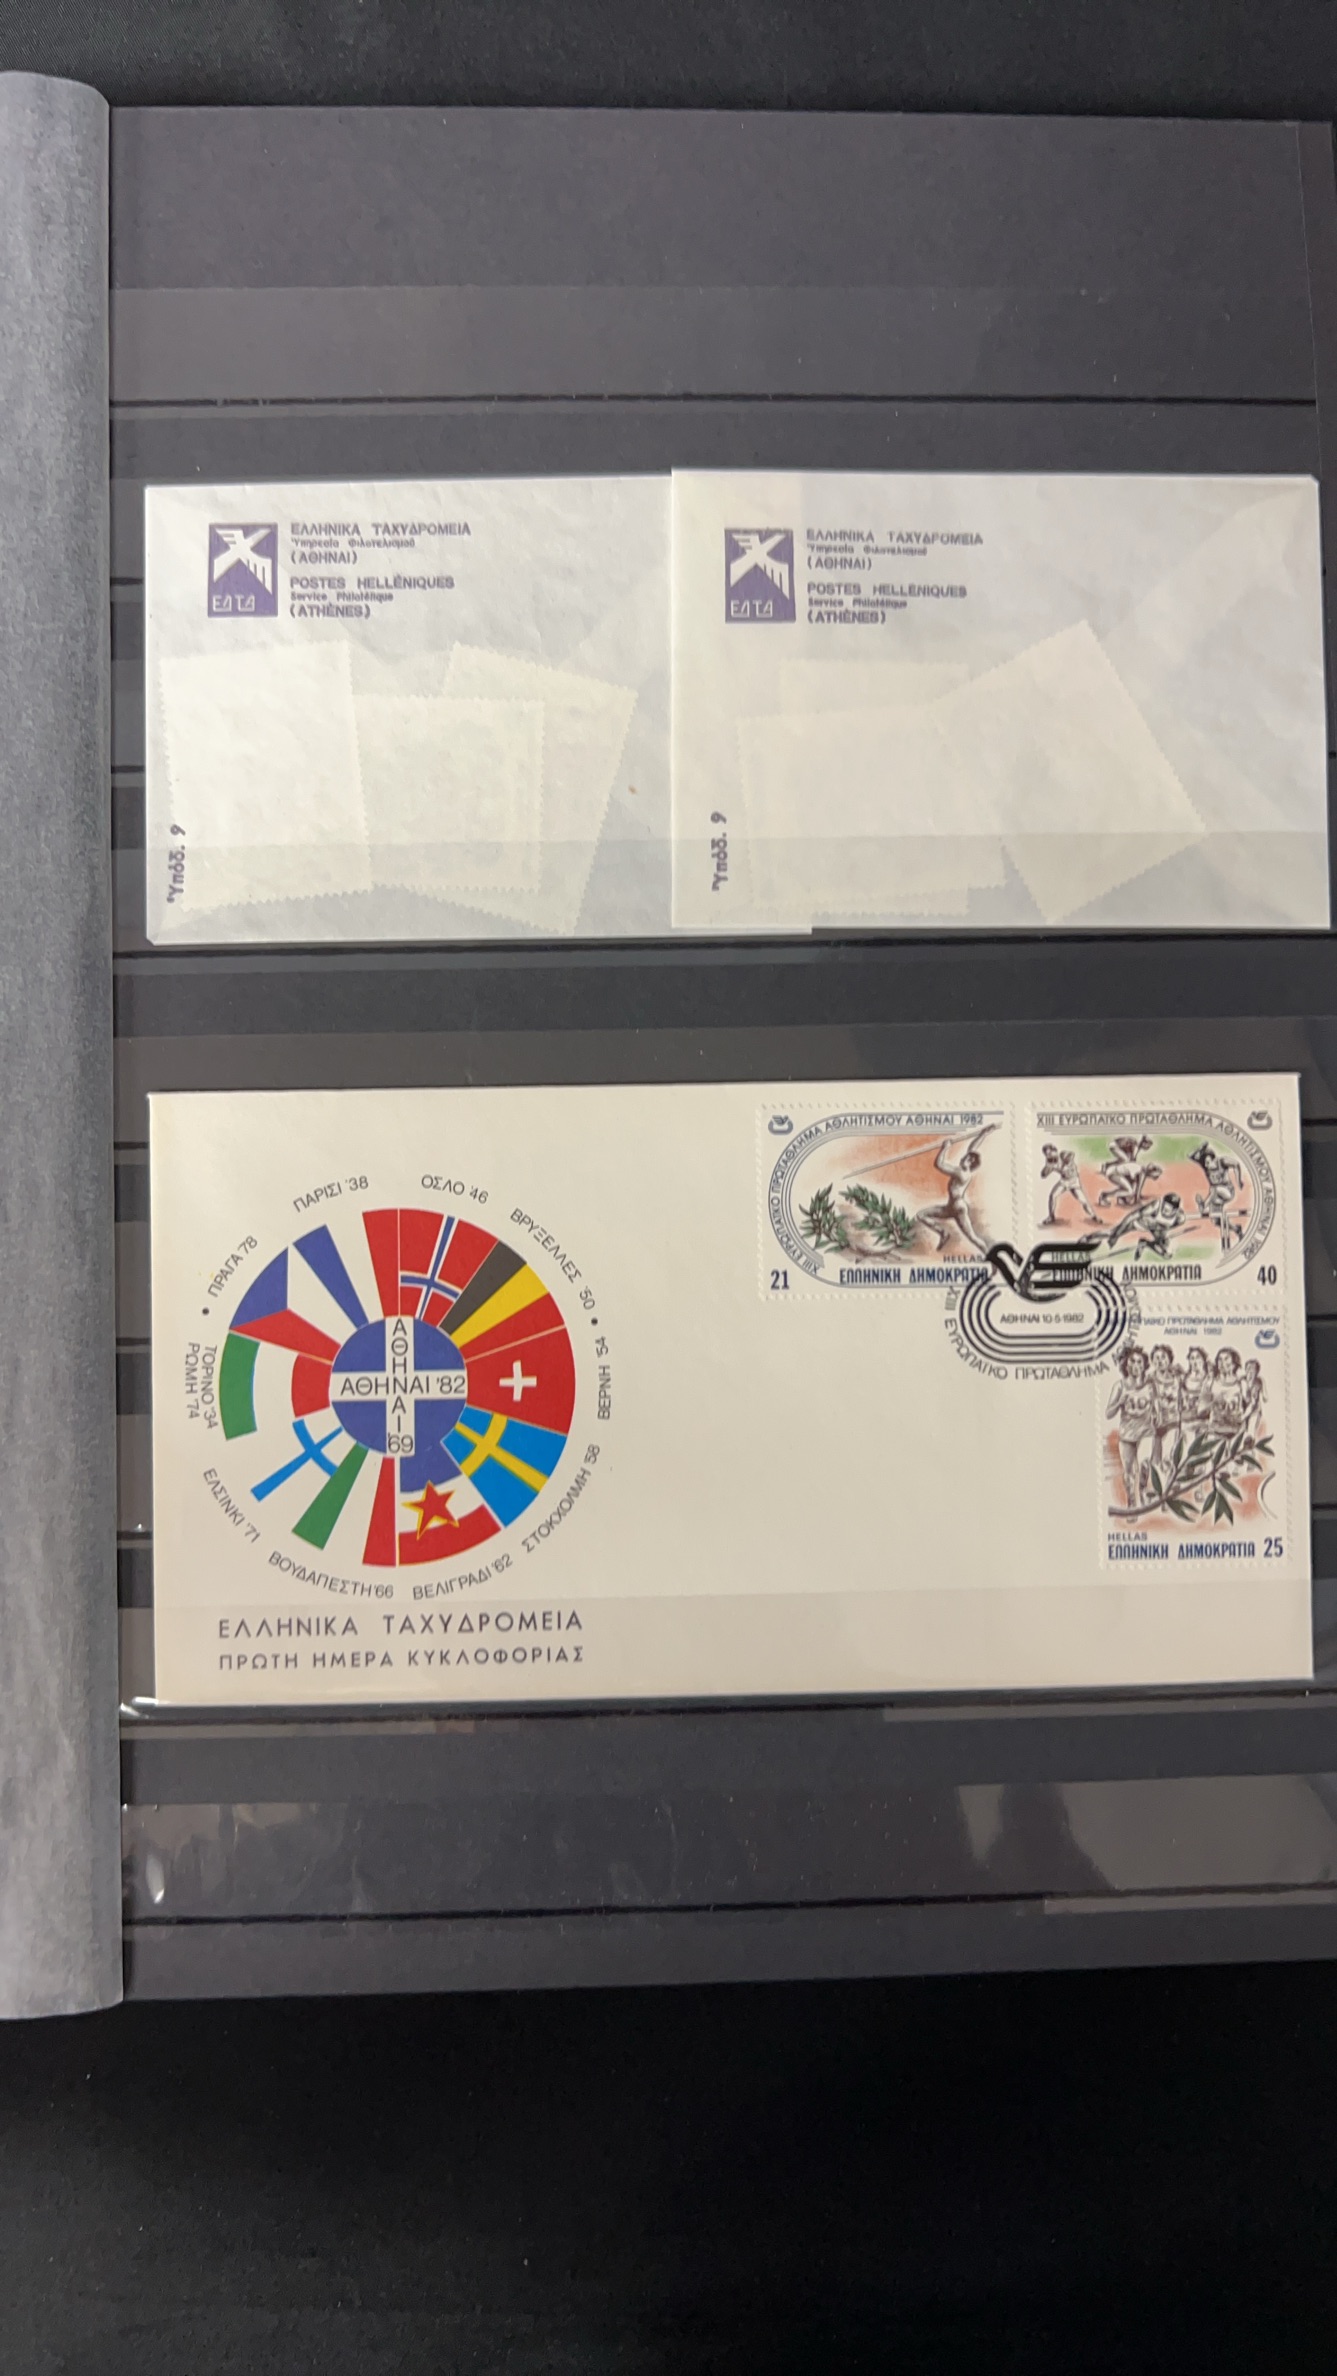 ΕΛΛΗΝΙΚΑ ΤΑΧΥΔΡΟΜΕΙΑ
Ὑπηρεσία Φιλοτελισμοῦ
(ΑΘΗΝΑΙ)
POSTES HELLÉNIQUES
Service Philatélique
(ATHÈNES)
ΕΛΤΑ
Ὑπόδ. 9
ΕΛΛΗΝΙΚΑ ΤΑΧΥΔΡΟΜΕΙΑ
Ὑπηρεσία Φιλοτελισμοῦ
(ΑΘΗΝΑΙ)
POSTES HELLÉNIQUES
Service Philatélique
(ATHÈNES)
ΕΛΤΑ
Ὑπόδ. 9
ΠΑΡΙΣΙ '38
ΟΣΛΟ '46
ΒΡΥΞΕΛΛΕΣ '50
ΒΕΡΝΗ '54
ΣΤΟΚΧΟΛΜΗ '58
ΒΕΛΙΓΡΑΔΙ '62
ΒΟΥΔΑΠΕΣΤΗ '66
ΕΛΣΙΝΚΙ '71
ΤΟΡΙΝΟ '34
ΡΩΜΗ '74
ΠΡΑΓΑ '78
ΑΘΗΝΑΙ '82
ΑΘΗΝΑΙ '69
ΕΛΛΗΝΙΚΑ ΤΑΧΥΔΡΟΜΕΙΑ
ΠΡΩΤΗ ΗΜΕΡΑ ΚΥΚΛΟΦΟΡΙΑΣ
XIII ΕΥΡΩΠΑΪΚΟ ΠΡΩΤΑΘΛΗΜΑ ΑΘΛΗΤΙΣΜΟΥ ΑΘΗΝΑΙ 1982
HELLAS
21 ΕΛΛΗΝΙΚΗ ΔΗΜΟΚΡΑΤΙΑ
XIII ΕΥΡΩΠΑΪΚΟ ΠΡΩΤΑΘΛΗΜΑ ΑΘΛΗΤΙΣΜΟΥ ΑΘΗΝΑΙ 1982
HELLAS
ΕΛΛΗΝΙΚΗ ΔΗΜΟΚΡΑΤΙΑ 40
ΑΘΗΝΑΙ 10·5·1982
XIII ΕΥΡΩΠΑΪΚΟ ΠΡΩΤΑΘΛΗΜΑ
ΠΡΩΤΑΘΛΗΜΑ ΑΘΛΗΤΙΣΜΟΥ
ΑΘΗΝΑΙ 1982
HELLAS
ΕΛΛΗΝΙΚΗ ΔΗΜΟΚΡΑΤΙΑ 25